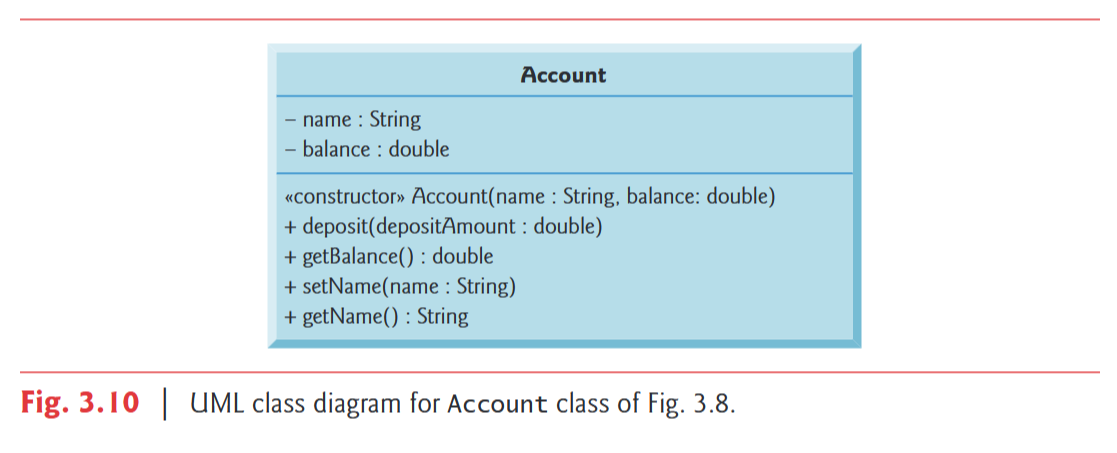 Account
– name : String
– balance : double
«constructor» Account(name : String, balance: double)
+ deposit(depositAmount : double)
+ getBalance() : double
+ setName(name : String)
+ getName() : String
Fig. 3.10 | UML class diagram for Account class of Fig. 3.8.